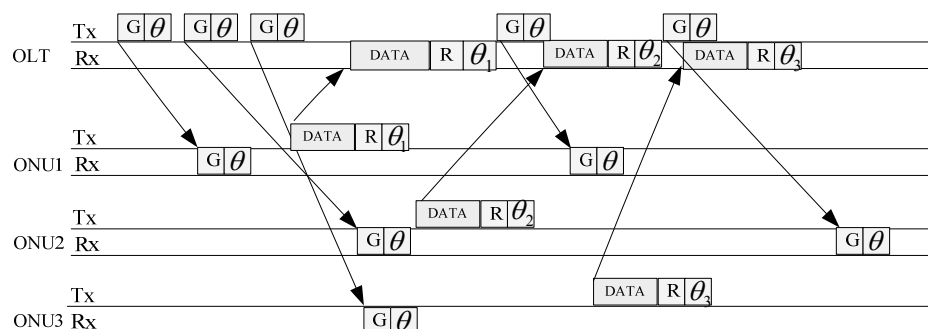 Tx G θ G θ G θ G θ G θ
OLT
Rx DATA R θ1 DATA R θ2 DATA R θ3
Tx DATA R θ1
ONU1 Rx G θ G θ
Tx DATA R θ2
ONU2 Rx G θ G θ
Tx DATA R θ3
ONU3 Rx G θ